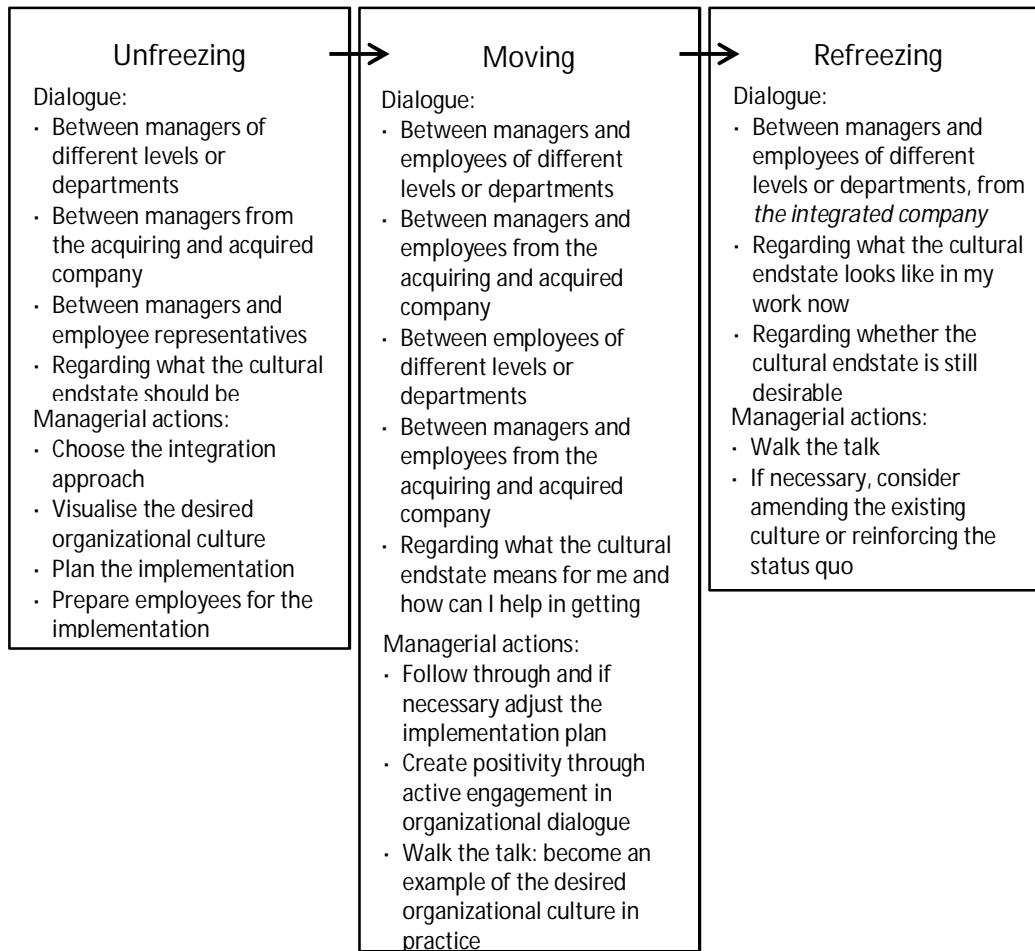 Unfreezing
Dialogue:
· Between managers of
different levels or
departments
· Between managers from
the acquiring and acquired
company
· Between managers and
employee representatives
· Regarding what the cultural
endstate should be
Managerial actions:
· Choose the integration
approach
· Visualise the desired
organizational culture
· Plan the implementation
· Prepare employees for the
implementation
Moving
Dialogue:
· Between managers and
employees of different
levels or departments
· Between managers and
employees from the
acquiring and acquired
company
· Between employees of
different levels or
departments
· Between managers and
employees from the
acquiring and acquired
company
· Regarding what the cultural
endstate means for me and
how can I help in getting
Managerial actions:
· Follow through and if
necessary adjust the
implementation plan
· Create positivity through
active engagement in
organizational dialogue
· Walk the talk: become an
example of the desired
organizational culture in
practice
Refreezing
Dialogue:
· Between managers and
employees of different
levels or departments, from
the integrated company
· Regarding what the cultural
endstate looks like in my
work now
· Regarding whether the
cultural endstate is still
desirable
Managerial actions:
· Walk the talk
· If necessary, consider
amending the existing
culture or reinforcing the
status quo